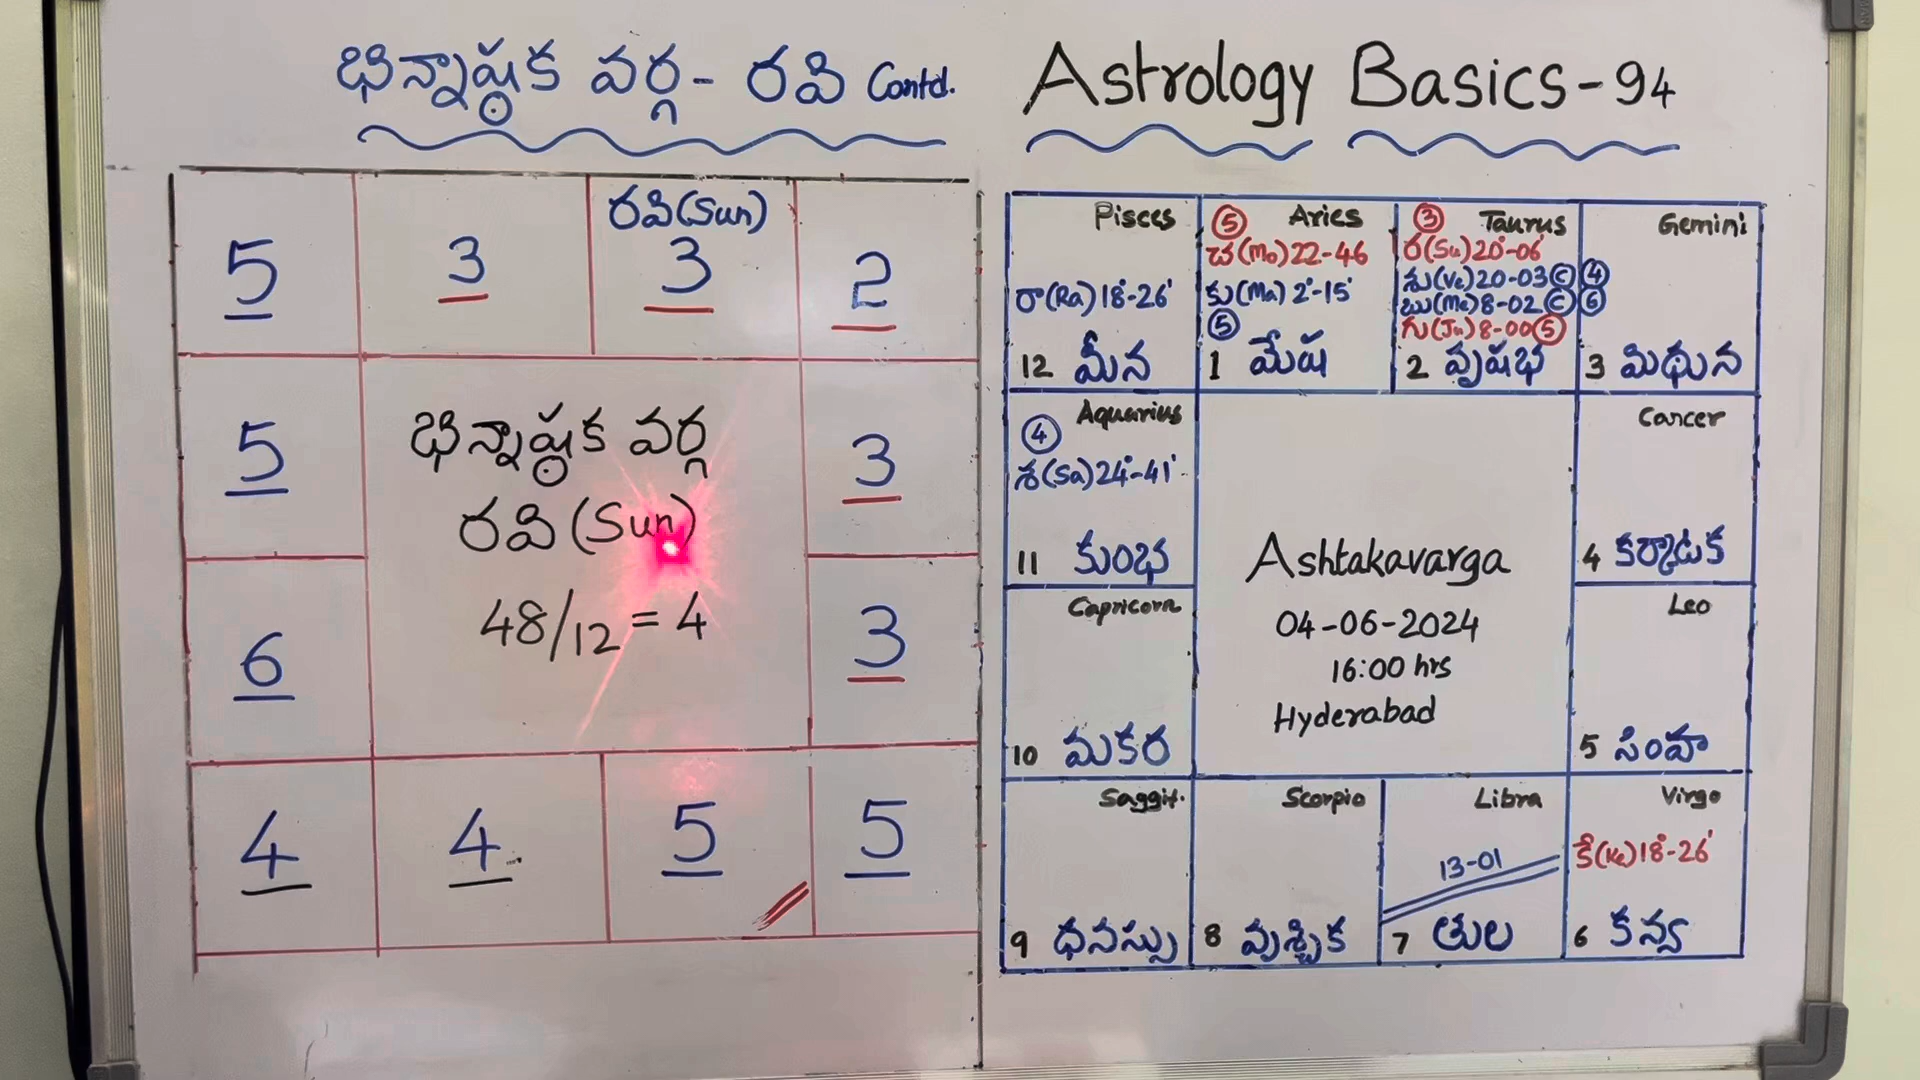 భిన్నాష్టక వర్గ - రవి Contd.
Astrology Basics - 94
5
3
రవి (Sun)
3
2
5
3
6
3
4
4
5
5
భిన్నాష్టక వర్గ
రవి (Sun)
48/12 = 4
Pisces
రా(Ra) 18°-26'
12 మీన
5 Aries
చ(Mo) 22-46
కు(Ma) 2°-15'
5
1 మేష
3 Taurus
ర(Su) 20°-06'
శు(Ve) 20-03 C 4
బు(Me) 8-02 C 6
గు(Ju) 8-00 5
2 వృషభ
Gemini
3 మిథున
Aquarius
4
శ(Sa) 24°-41'
11 కుంభ
Cancer
4 కర్కాటక
Capricorn
10 మకర
Leo
5 సింహ
Ashtakavarga
04-06-2024
16:00 hrs
Hyderabad
Saggit.
9 ధనస్సు
Scorpio
8 వృశ్చిక
Libra
13-01
7 తుల
Virgo
కే(Ke) 18°-26'
6 కన్య